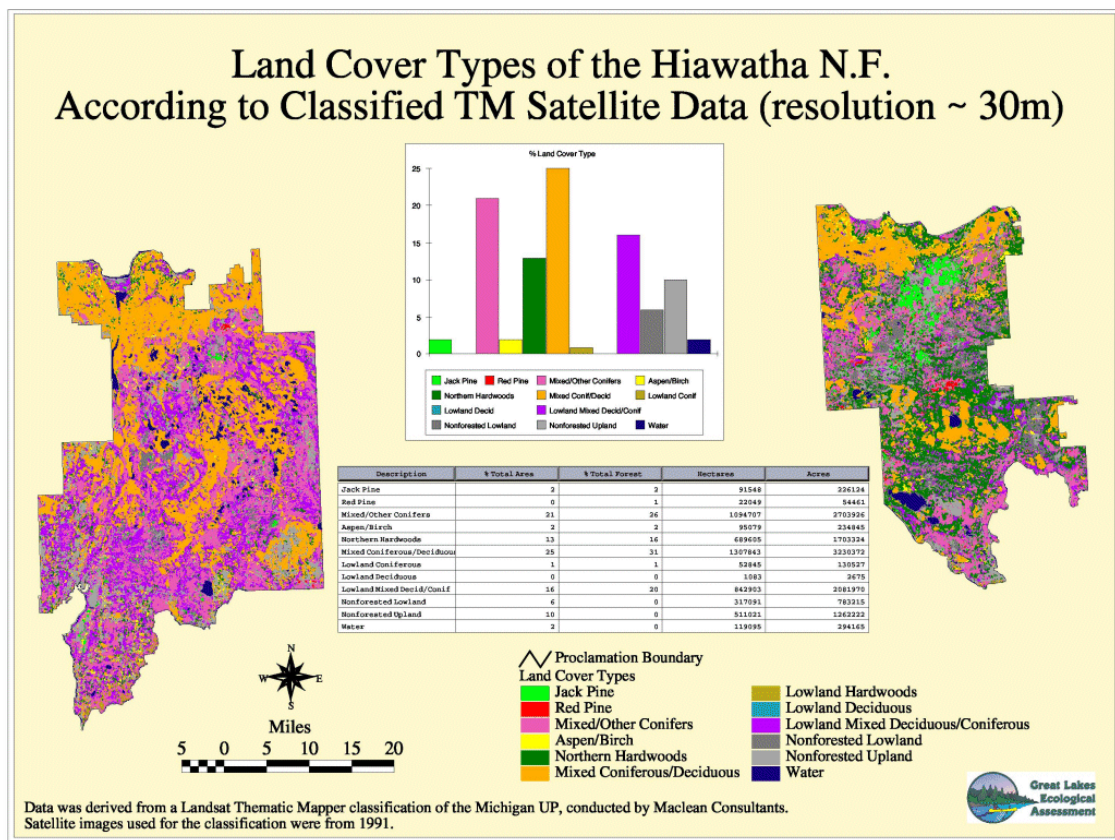 Land Cover Types of the Hiawatha N.F.
According to Classified TM Satellite Data (resolution ~ 30m)
% Land Cover Type
25
20
15
10
5
0
Jack Pine Red Pine Mixed/Other Conifers Aspen/Birch
Northern Hardwoods Mixed Conif/Decid Lowland Conif
Lowland Decid Lowland Mixed Decid/Conif
Nonforested Lowland Nonforested Upland Water
Description % Total Area % Total Forest Hectares Acres
Jack Pine 2 2 91548 226124
Red Pine 0 1 22049 54461
Mixed/Other Conifers 21 26 1094707 2703926
Aspen/Birch 2 2 95079 234845
Northern Hardwoods 13 16 689605 1703324
Mixed Coniferous/Deciduou 25 31 1307843 3230372
Lowland Coniferous 1 1 52845 130527
Lowland Deciduous 0 0 1083 2675
Lowland Mixed Decid/Conif 16 20 842903 2081970
Nonforested Lowland 6 0 317091 783215
Nonforested Upland 10 0 511021 1262222
Water 2 0 119095 294165
N
W E
S
Miles
5 0 5 10 15 20
Proclamation Boundary
Land Cover Types
Jack Pine
Red Pine
Mixed/Other Conifers
Aspen/Birch
Northern Hardwoods
Mixed Coniferous/Deciduous
Lowland Hardwoods
Lowland Deciduous
Lowland Mixed Deciduous/Coniferous
Nonforested Lowland
Nonforested Upland
Water
Data was derived from a Landsat Thematic Mapper classification of the Michigan UP, conducted by Maclean Consultants.
Satellite images used for the classification were from 1991.
Great Lakes
Ecological
Assessment